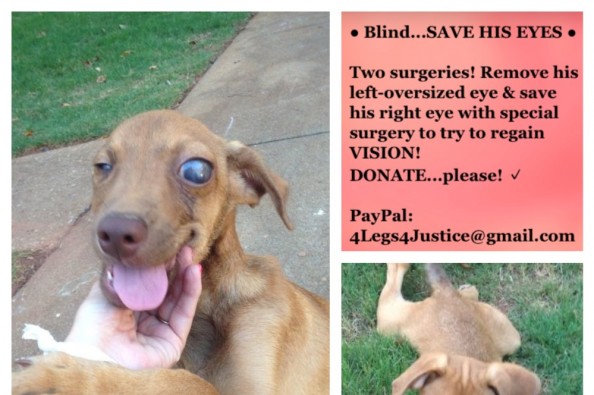 ● Blind...SAVE HIS EYES ●
Two surgeries! Remove his
left-oversized eye & save
his right eye with special
surgery to try to regain
VISION!
DONATE...please! ✓
PayPal:
4Legs4Justice@gmail.com